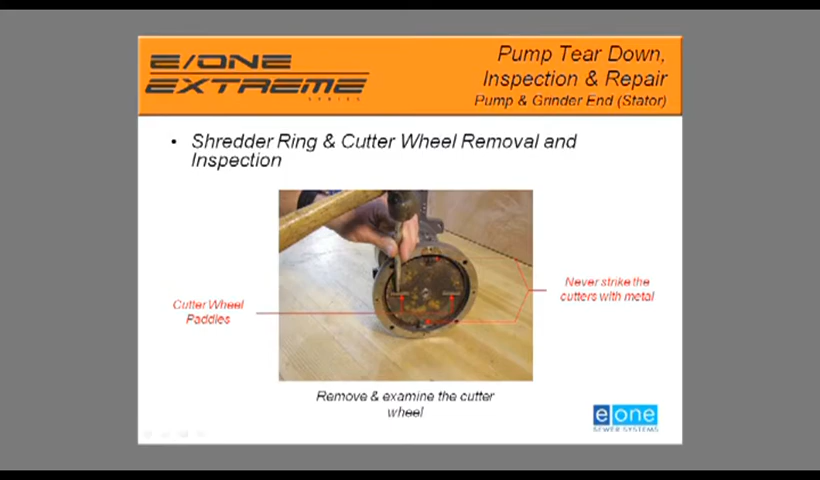 E/ONE
EXTREME
SERIES
Pump Tear Down,
Inspection & Repair
Pump & Grinder End (Stator)
• Shredder Ring & Cutter Wheel Removal and
Inspection
Cutter Wheel
Paddles
Never strike the
cutters with metal
Remove & examine the cutter
wheel
e one
SEWER SYSTEMS